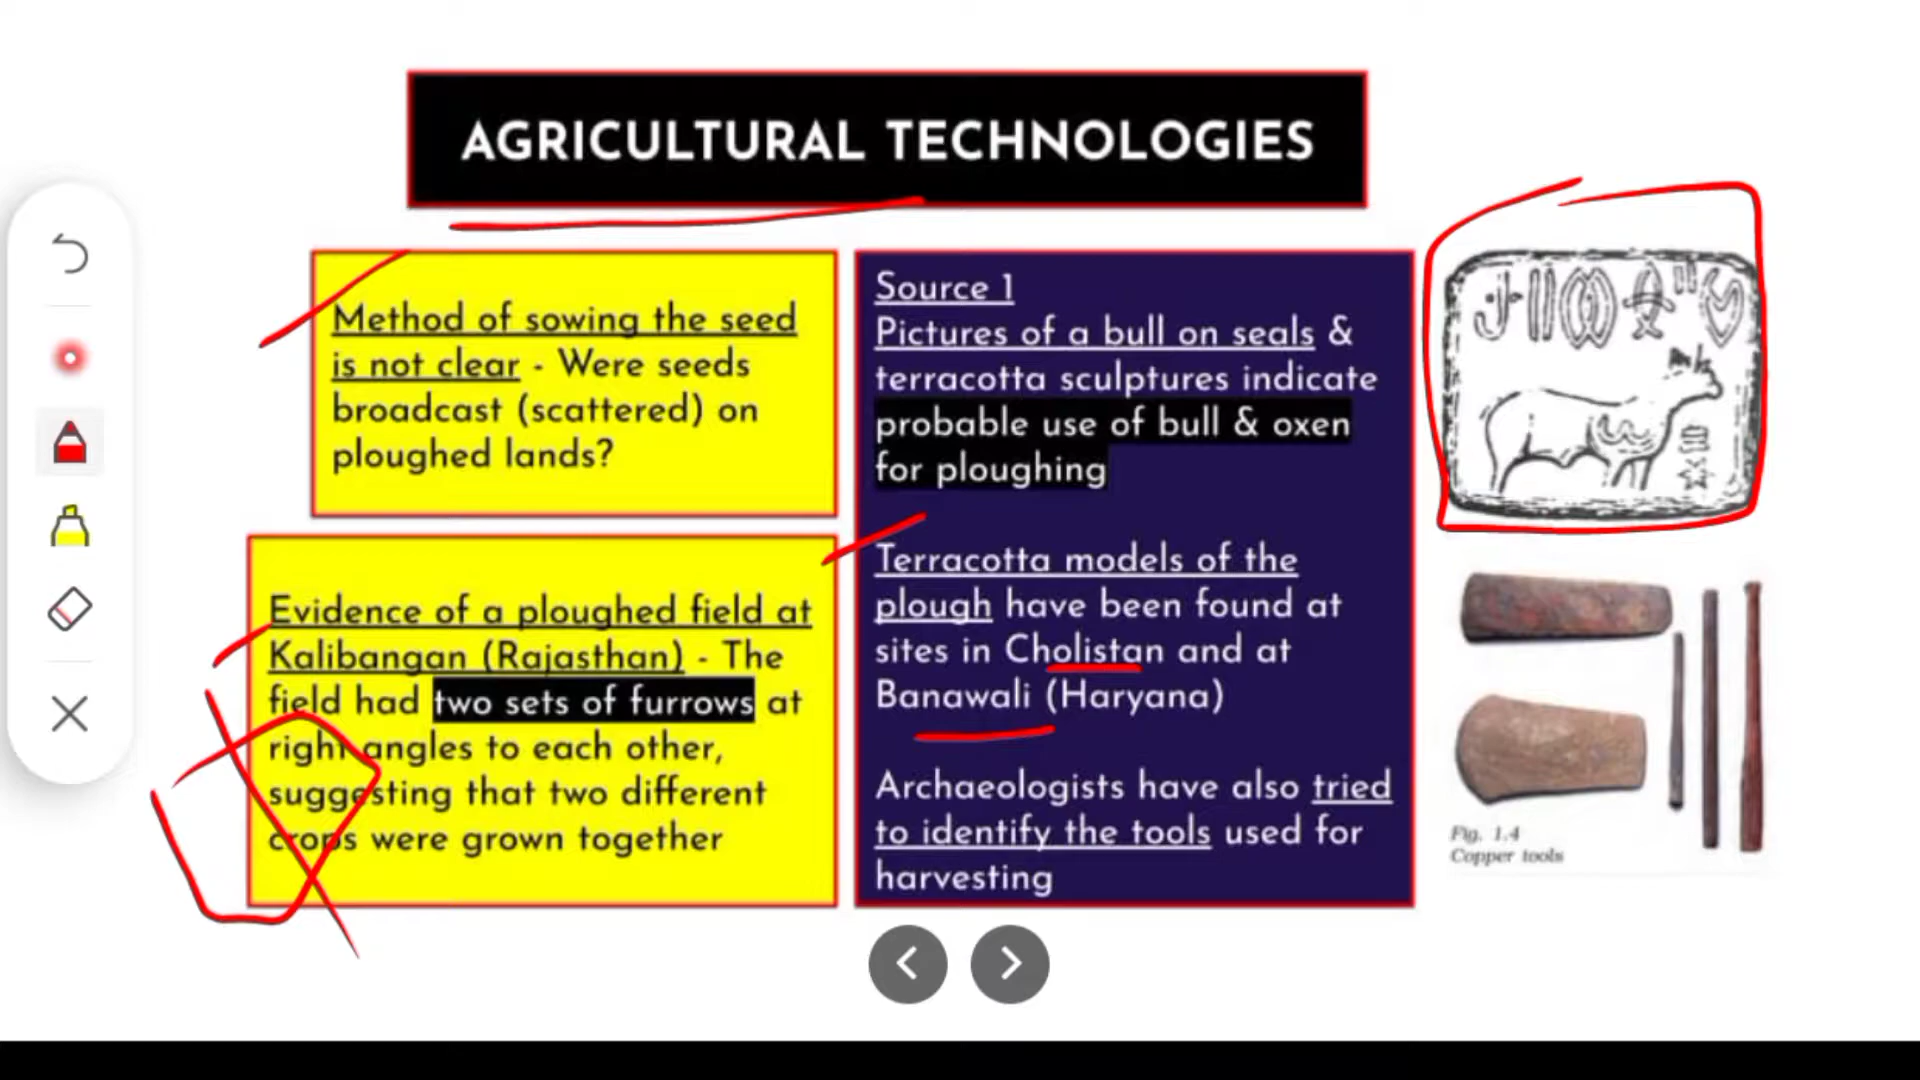 AGRICULTURAL TECHNOLOGIES
Method of sowing the seed
is not clear - Were seeds
broadcast (scattered) on
ploughed lands?
Evidence of a ploughed field at
Kalibangan (Rajasthan) - The
field had two sets of furrows at
right angles to each other,
suggesting that two different
crops were grown together
Source 1
Pictures of a bull on seals &
terracotta sculptures indicate
probable use of bull & oxen
for ploughing
Terracotta models of the
plough have been found at
sites in Cholistan and at
Banawali (Haryana)
Archaeologists have also tried
to identify the tools used for
harvesting
Fig. 1.4
Copper tools